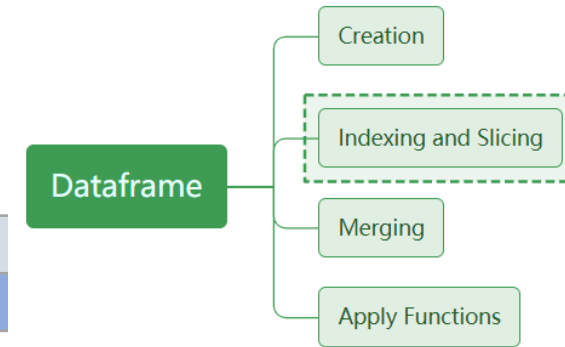 Creation
Indexing and Slicing
Dataframe
Merging
Apply Functions